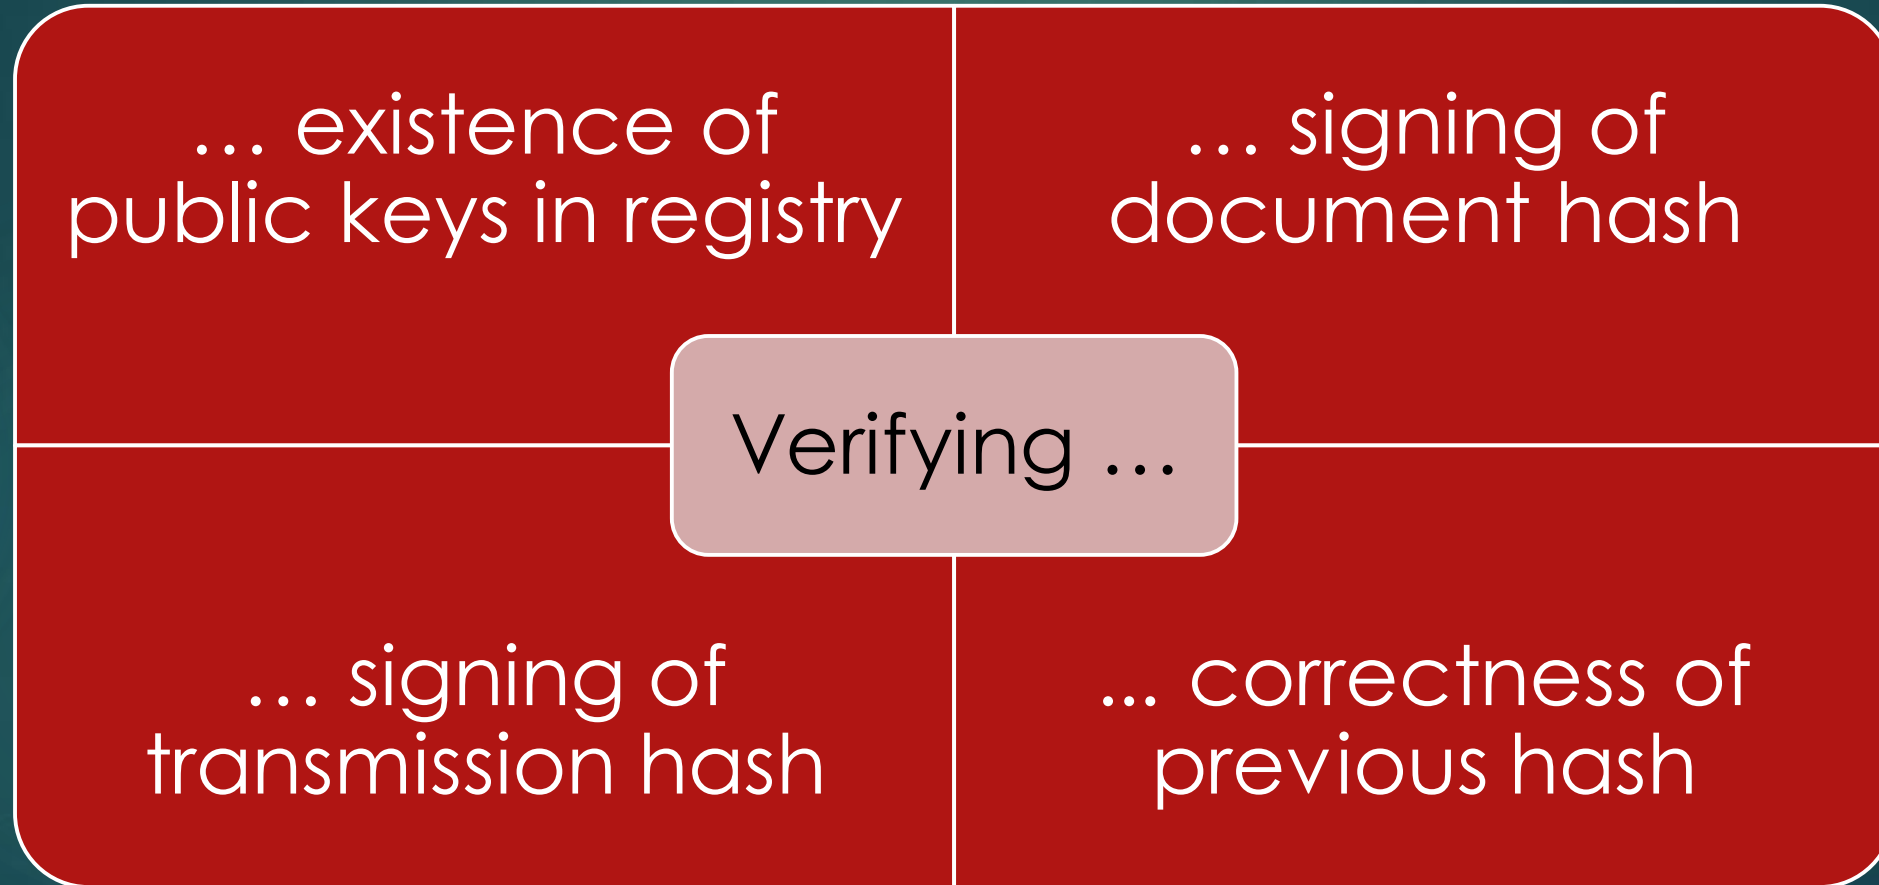 … existence of
public keys in registry
… signing of
document hash
Verifying …
… signing of
transmission hash
... correctness of
previous hash